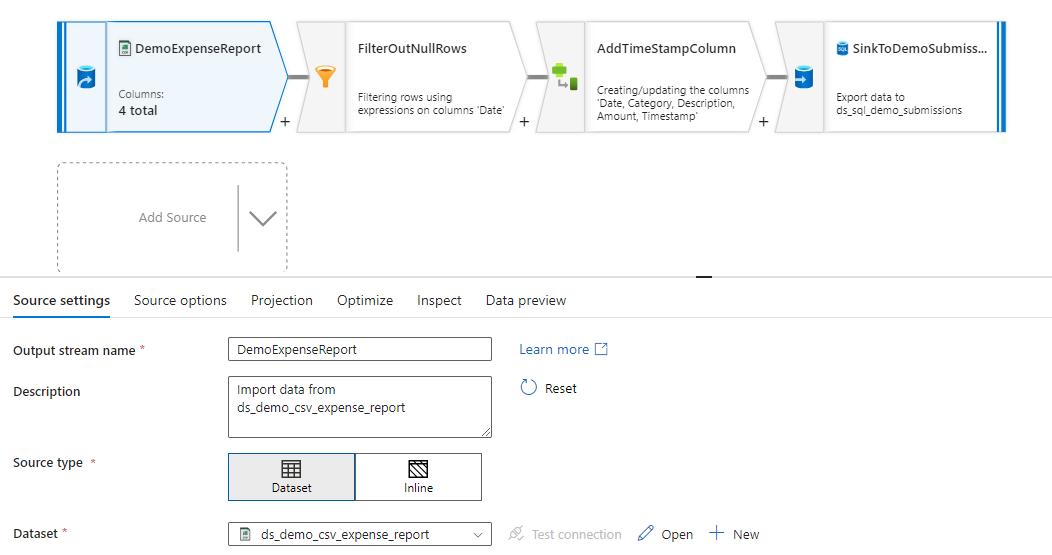 DemoExpenseReport
Columns:
4 total
+
FilterOutNullRows
Filtering rows using
expressions on columns 'Date'
+
AddTimeStampColumn
Creating/updating the columns
'Date, Category, Description,
Amount, Timestamp'
+
SinkToDemoSubmiss...
Export data to
ds_sql_demo_submissions
Add Source
Source settings Source options Projection Optimize Inspect Data preview
Output stream name * DemoExpenseReport Learn more
Description Import data from
ds_demo_csv_expense_report
Reset
Source type *
Dataset Inline
Dataset * ds_demo_csv_expense_report Test connection Open New